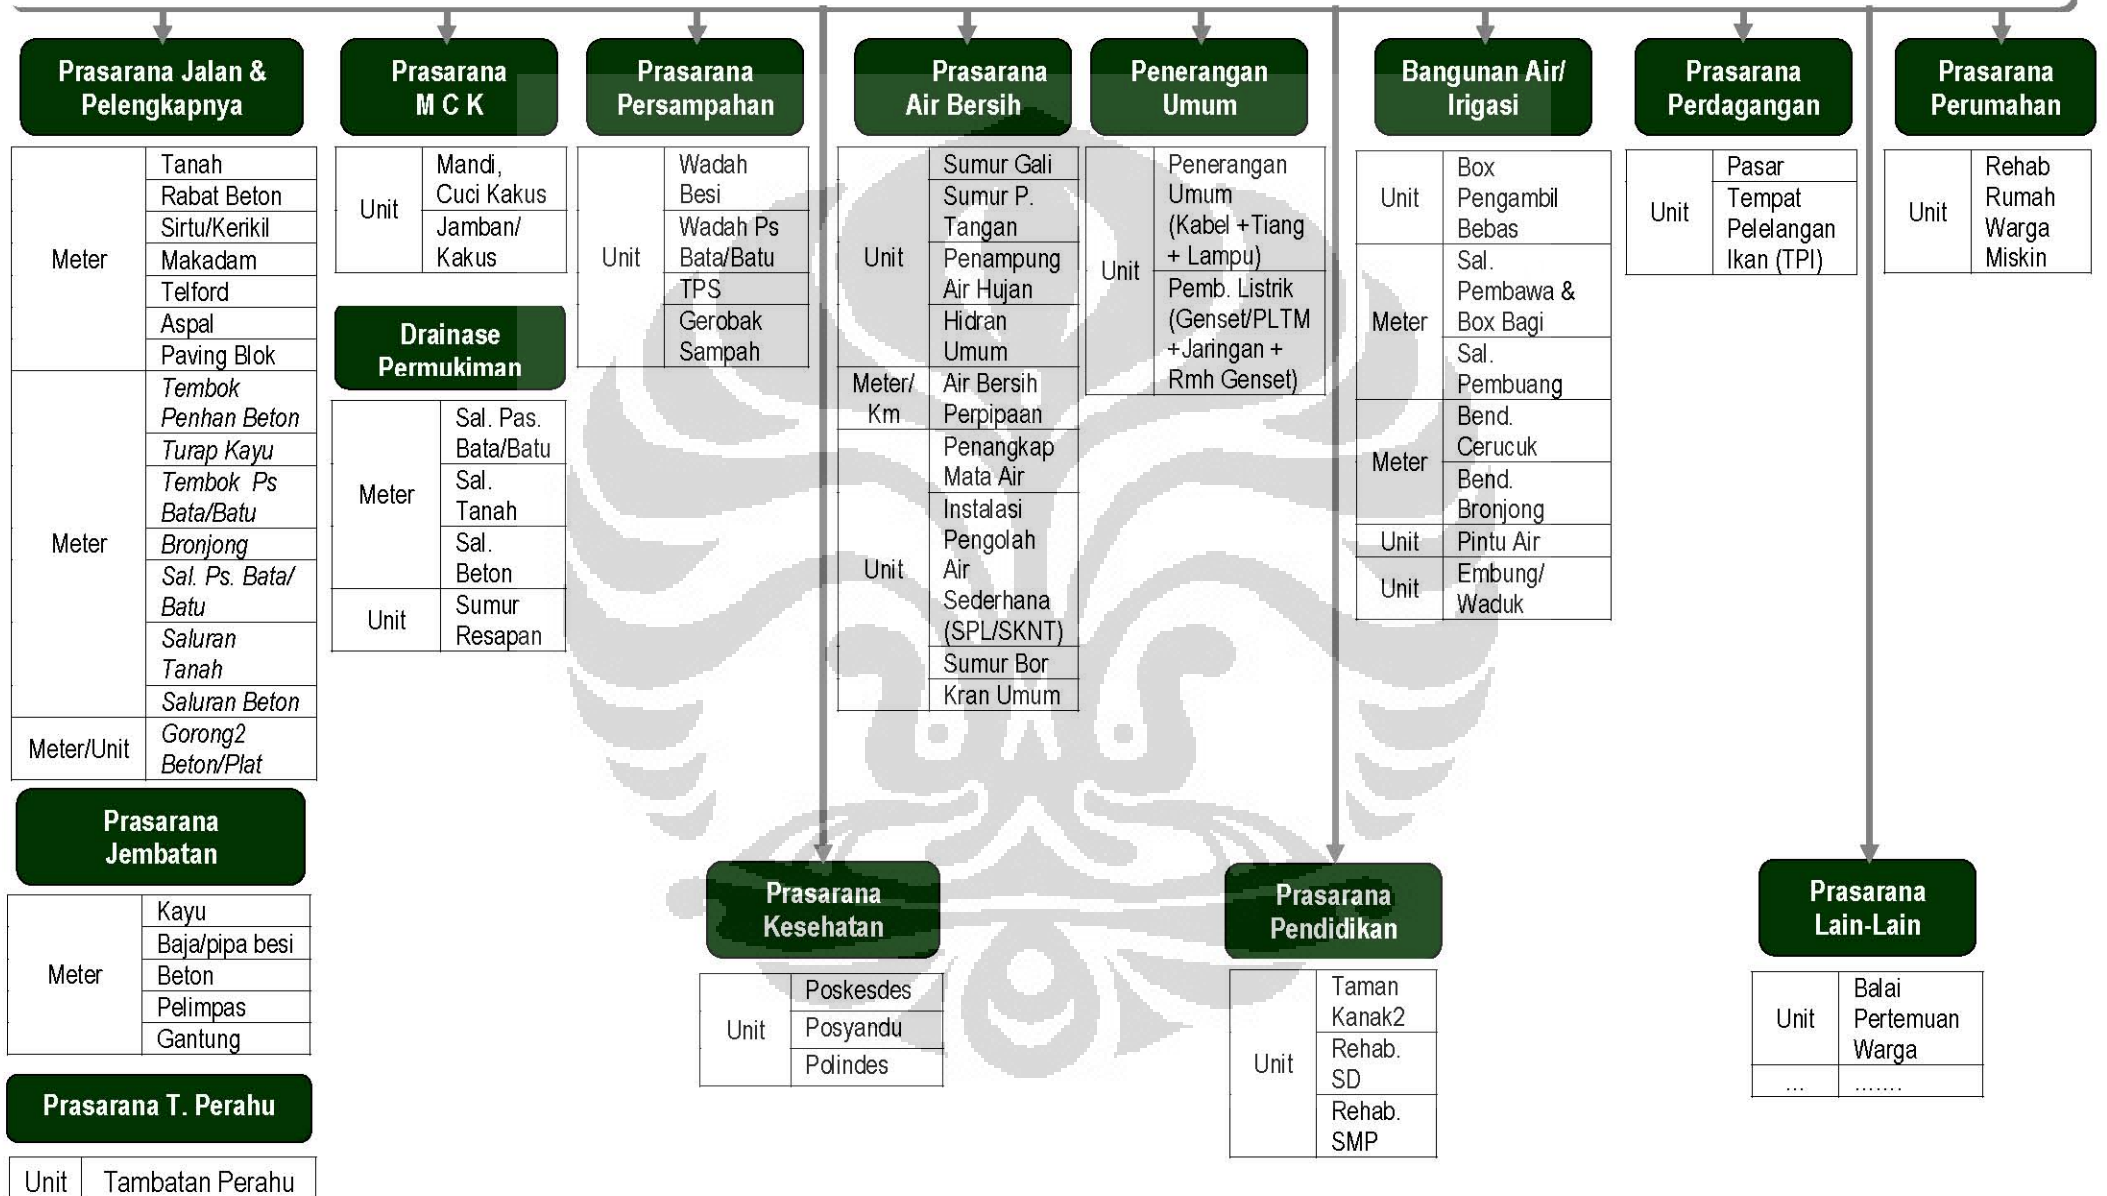 Prasarana Jalan &
Pelengkapnya
Meter
Tanah
Rabat Beton
Sirtu/Kerikil
Makadam
Telford
Aspal
Paving Blok
Meter
Tembok
Penhan Beton
Turap Kayu
Tembok Ps
Bata/Batu
Bronjong
Sal. Ps. Bata/
Batu
Saluran
Tanah
Saluran Beton
Meter/Unit
Gorong2
Beton/Plat
Prasarana
Jembatan
Meter
Kayu
Baja/pipa besi
Beton
Pelimpas
Gantung
Prasarana T. Perahu
Unit
Tambatan Perahu
Prasarana
M C K
Unit
Mandi,
Cuci Kakus
Jamban/
Kakus
Drainase
Permukiman
Meter
Sal. Pas.
Bata/Batu
Sal.
Tanah
Sal.
Beton
Unit
Sumur
Resapan
Prasarana
Persampahan
Unit
Wadah
Besi
Wadah Ps
Bata/Batu
TPS
Gerobak
Sampah
Prasarana
Air Bersih
Unit
Sumur Gali
Sumur P.
Tangan
Penampung
Air Hujan
Hidran
Umum
Meter/
Km
Air Bersih
Perpipaan
Unit
Penangkap
Mata Air
Instalasi
Pengolah
Air
Sederhana
(SPL/SKNT)
Sumur Bor
Kran Umum
Penerangan
Umum
Unit
Penerangan
Umum
(Kabel +Tiang
+ Lampu)
Pemb. Listrik
(Genset/PLTM
+Jaringan +
Rmh Genset)
Bangunan Air/
Irigasi
Unit
Box
Pengambil
Bebas
Meter
Sal.
Pembawa &
Box Bagi
Sal.
Pembuang
Meter
Bend.
Cerucuk
Bend.
Bronjong
Unit
Pintu Air
Unit
Embung/
Waduk
Prasarana
Perdagangan
Unit
Pasar
Tempat
Pelelangan
Ikan (TPI)
Prasarana
Perumahan
Unit
Rehab
Rumah
Warga
Miskin
Prasarana
Kesehatan
Unit
Poskesdes
Posyandu
Polindes
Prasarana
Pendidikan
Unit
Taman
Kanak2
Rehab.
SD
Rehab.
SMP
Prasarana
Lain-Lain
Unit
Balai
Pertemuan
Warga
...
.......